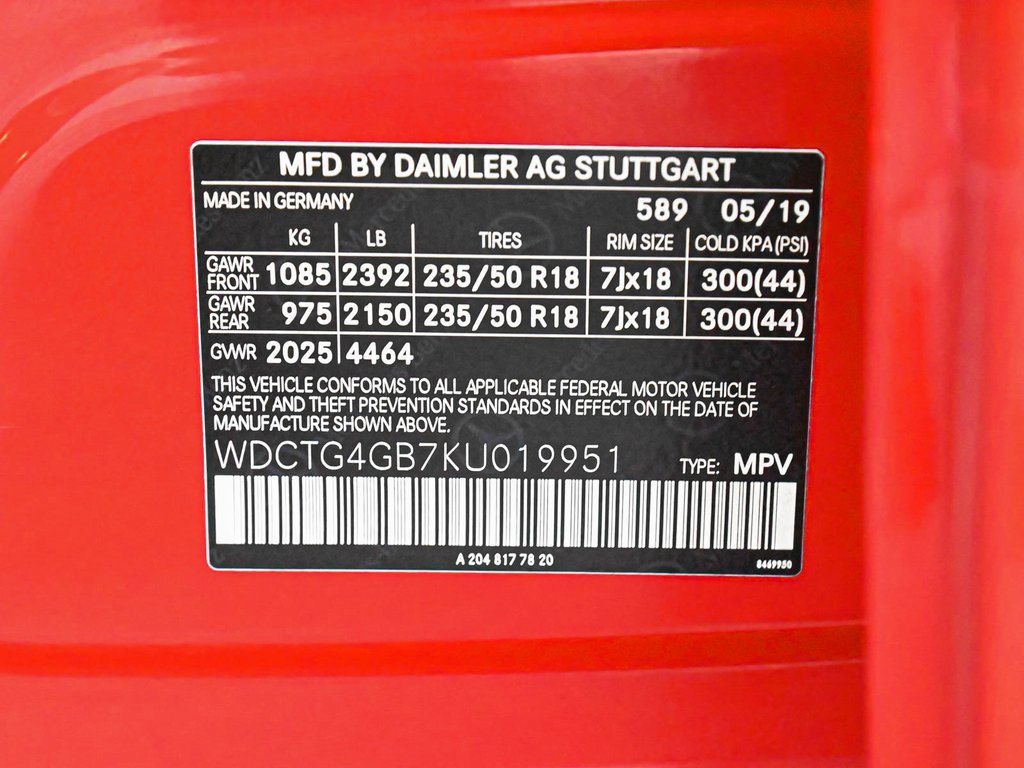 MFD BY DAIMLER AG STUTTGART
MADE IN GERMANY 589 05/19
KG LB TIRES RIM SIZE COLD KPA (PSI)
GAWR FRONT 1085 2392 235/50 R18 7Jx18 300(44)
GAWR REAR 975 2150 235/50 R18 7Jx18 300(44)
GVWR 2025 4464
THIS VEHICLE CONFORMS TO ALL APPLICABLE FEDERAL MOTOR VEHICLE
SAFETY AND THEFT PREVENTION STANDARDS IN EFFECT ON THE DATE OF
MANUFACTURE SHOWN ABOVE.
WDCTG4GB7KU019951 TYPE: MPV
A 204 817 78 20
8469950